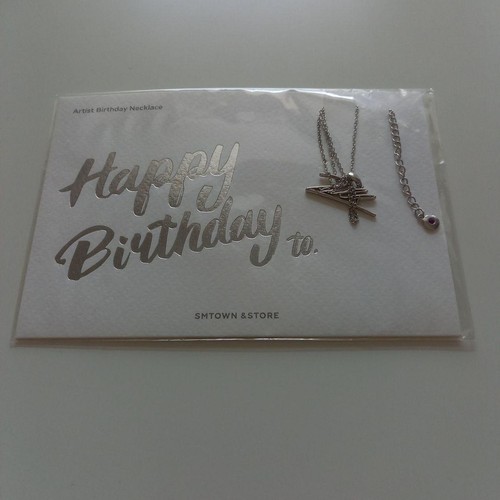 Artist Birthday Necklace
Happy
Birthday to.
SMTOWN &STORE